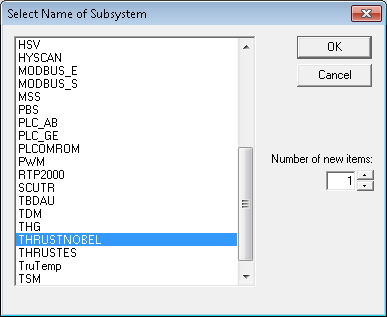 Select Name of Subsystem
HSV
HYSCAN
MODBUS_E
MODBUS_S
MSS
PBS
PLC_AB
PLC_GE
PLCOMROM
PWM
RTP2000
SCUTR
TBDAU
TDM
THG
THRUSTNOBEL
THRUSTES
TruTemp
TSM
OK
Cancel
Number of new items:
1